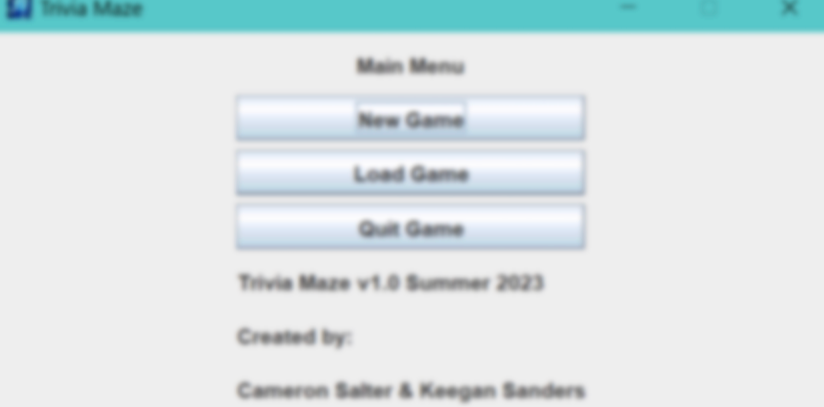 Trivia Maze
Main Menu
New Game
Load Game
Quit Game
Trivia Maze v1.0 Summer 2023
Created by:
Cameron Salter & Keegan Sanders